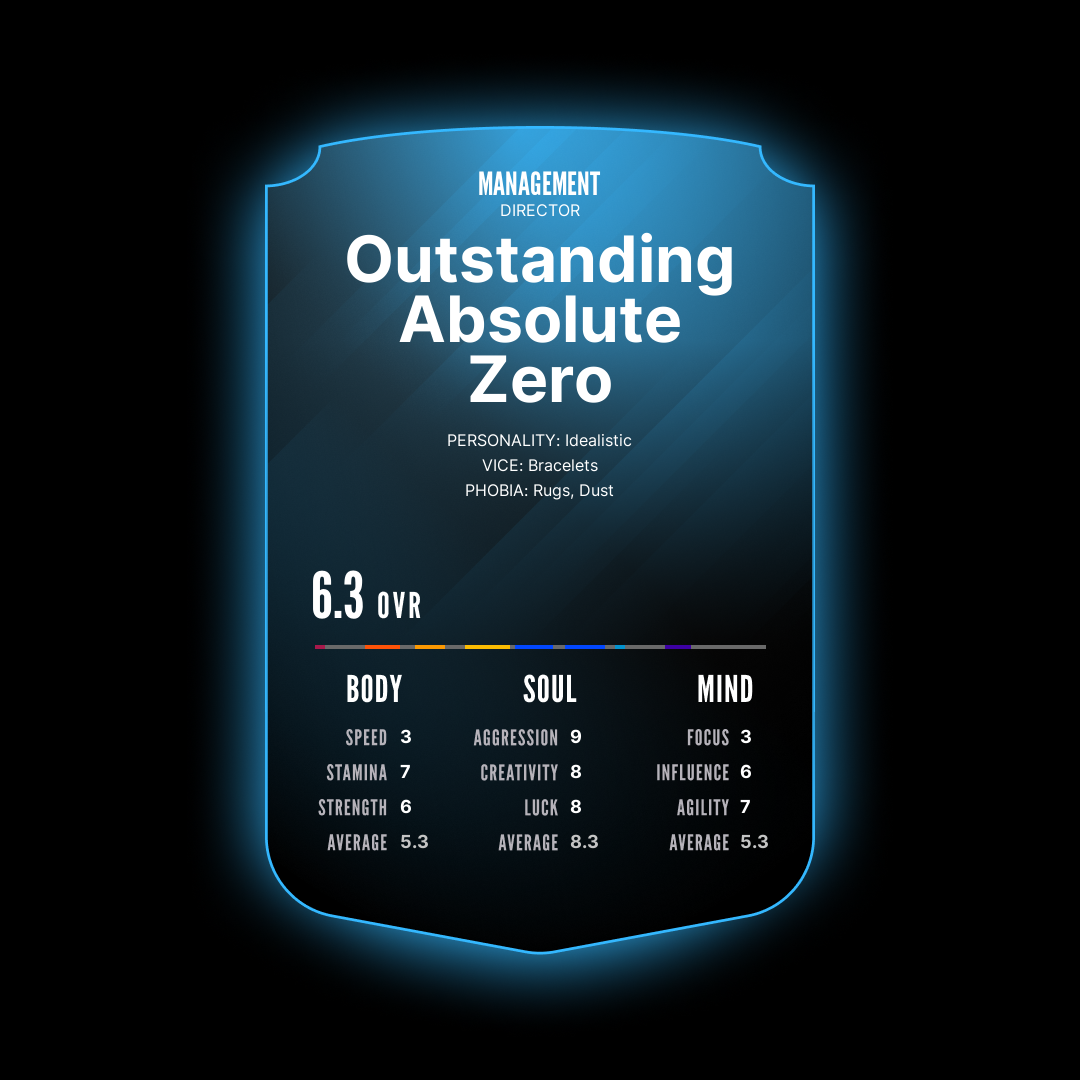 MANAGEMENT
DIRECTOR
Outstanding
Absolute
Zero
PERSONALITY: Idealistic
VICE: Bracelets
PHOBIA: Rugs, Dust
6.3 OVR
BODY
SPEED 3
STAMINA 7
STRENGTH 6
AVERAGE 5.3
SOUL
AGGRESSION 9
CREATIVITY 8
LUCK 8
AVERAGE 8.3
MIND
FOCUS 3
INFLUENCE 6
AGILITY 7
AVERAGE 5.3